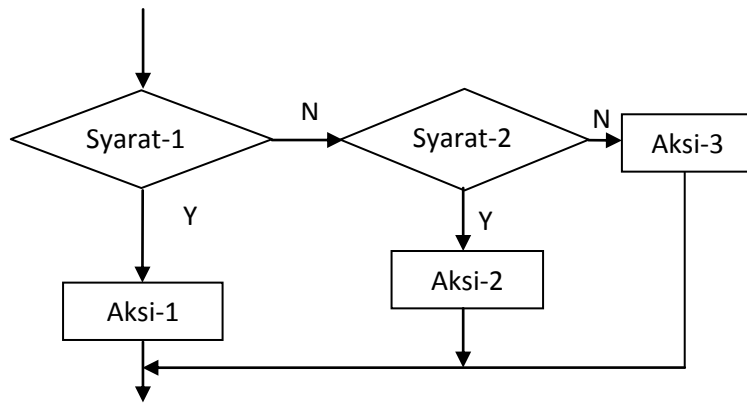 N
N
Syarat-1
Syarat-2
Aksi-3
Y
Y
Aksi-2
Aksi-1